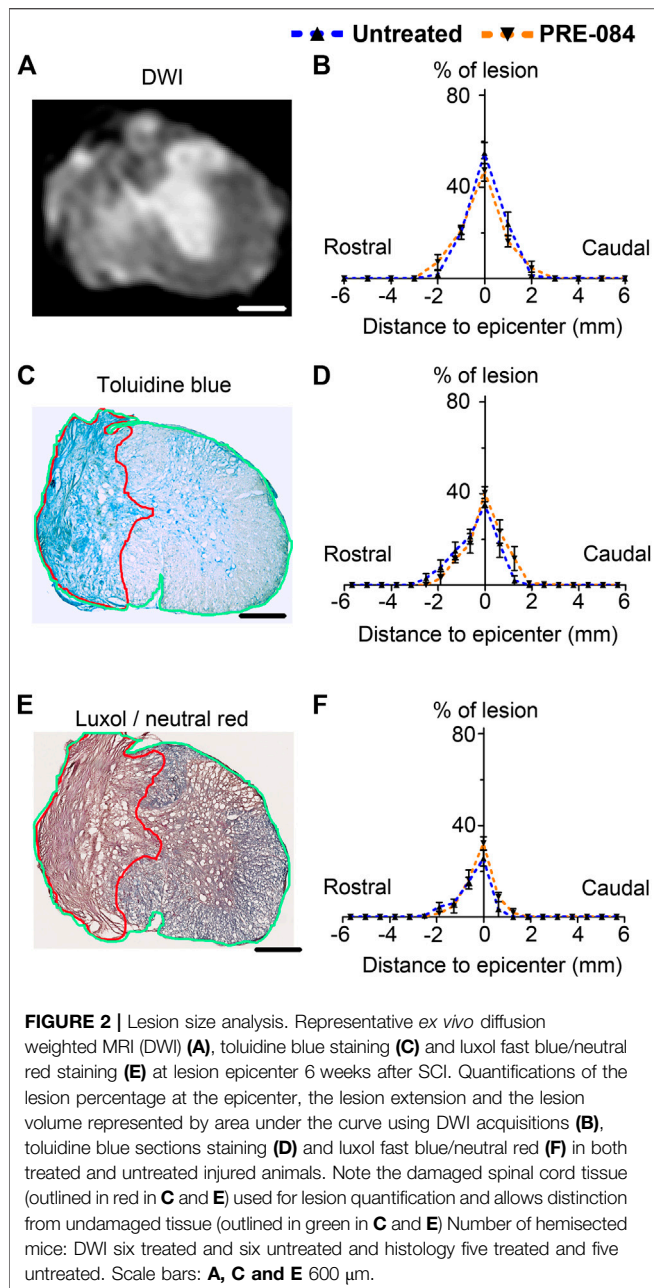 Untreated PRE-084
A
DWI
B
% of lesion
80
40
Rostral Caudal
-6 -4 -2 0 2 4 6
Distance to epicenter (mm)
C
Toluidine blue
D
% of lesion
80
40
Rostral Caudal
-6 -4 -2 0 2 4 6
Distance to epicenter (mm)
E
Luxol / neutral red
F
% of lesion
80
40
Rostral Caudal
-6 -4 -2 0 2 4 6
Distance to epicenter (mm)
FIGURE 2 | Lesion size analysis. Representative ex vivo diffusion
weighted MRI (DWI) (A), toluidine blue staining (C) and luxol fast blue/neutral
red staining (E) at lesion epicenter 6 weeks after SCI. Quantifications of the
lesion percentage at the epicenter, the lesion extension and the lesion
volume represented by area under the curve using DWI acquisitions (B),
toluidine blue sections staining (D) and luxol fast blue/neutral red (F) in both
treated and untreated injured animals. Note the damaged spinal cord tissue
(outlined in red in C and E) used for lesion quantification and allows distinction
from undamaged tissue (outlined in green in C and E) Number of hemisected
mice: DWI six treated and six untreated and histology five treated and five
untreated. Scale bars: A, C and E 600 μm.